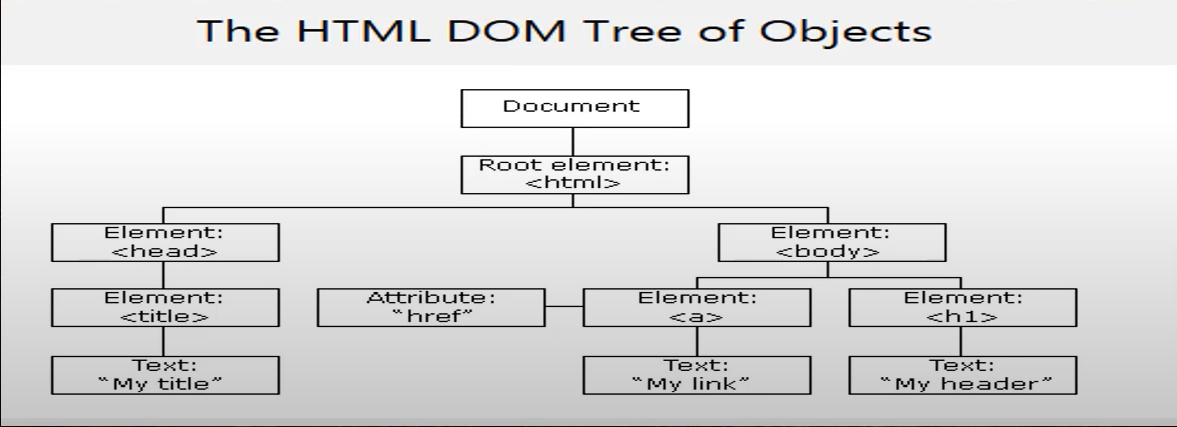 The HTML DOM Tree of Objects
Document
Root element:
<html>
Element:
<head>
Element:
<body>
Element:
<title>
Attribute:
“href”
Element:
<a>
Element:
<h1>
Text:
“My title”
Text:
“My link”
Text:
“My header”